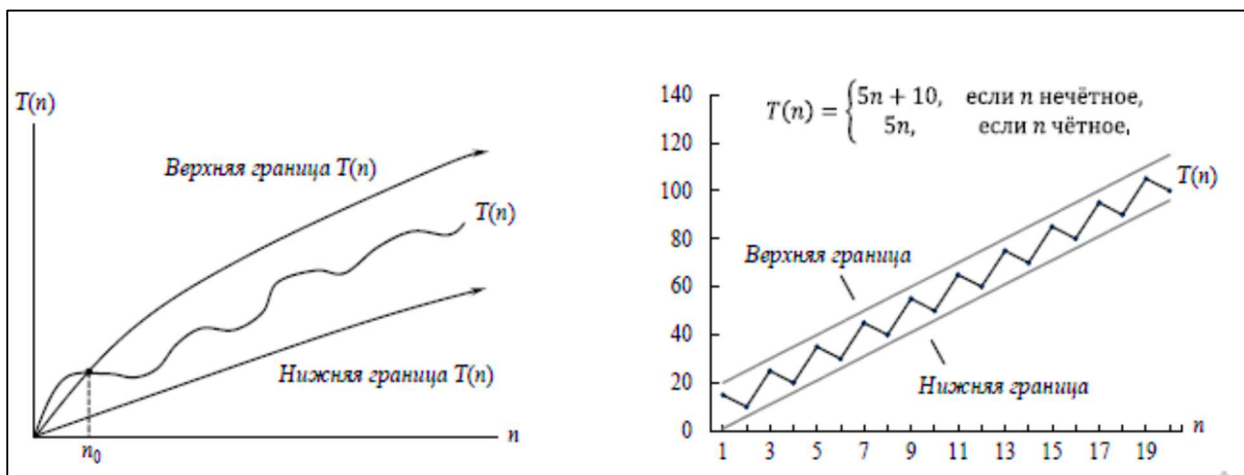 T(n)
Верхняя граница T(n)
T(n)
Нижняя граница T(n)
n₀
n
T(n) = {5n + 10, если n нечётное,
5n, если n чётное,
140
120
100
80
60
40
20
0
T(n)
Верхняя граница
Нижняя граница
n
1 3 5 7 9 11 13 15 17 19